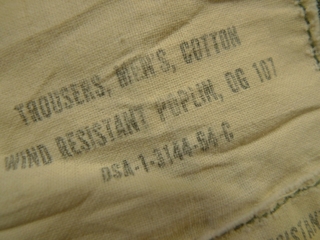 TROUSERS, MEN'S, COTTON
WIND RESISTANT POPLIN, OG 107
DSA-1-3144-64-C